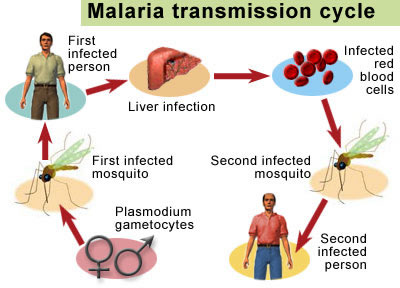 Malaria transmission cycle
First
infected
person
Liver infection
Infected
red
blood
cells
First infected
mosquito
Second infected
mosquito
Plasmodium
gametocytes
Second
infected
person